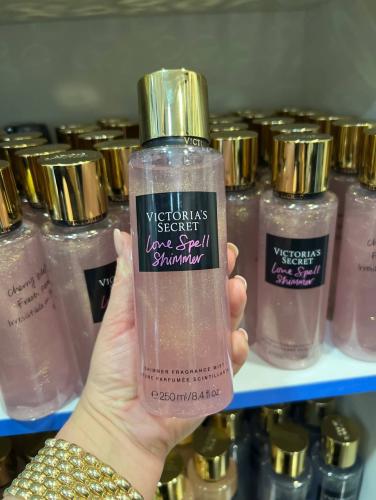 VICTORIA'S
SECRET
Love Spell
Shimmer
SHIMMER FRAGRANCE MIST
BRUME PARFUMÉE SCINTILLANTE
℮ 250 ml/8.4 fl oz
VICTORIA'S
SECRET
Love Spell
Shimmer
Cherry